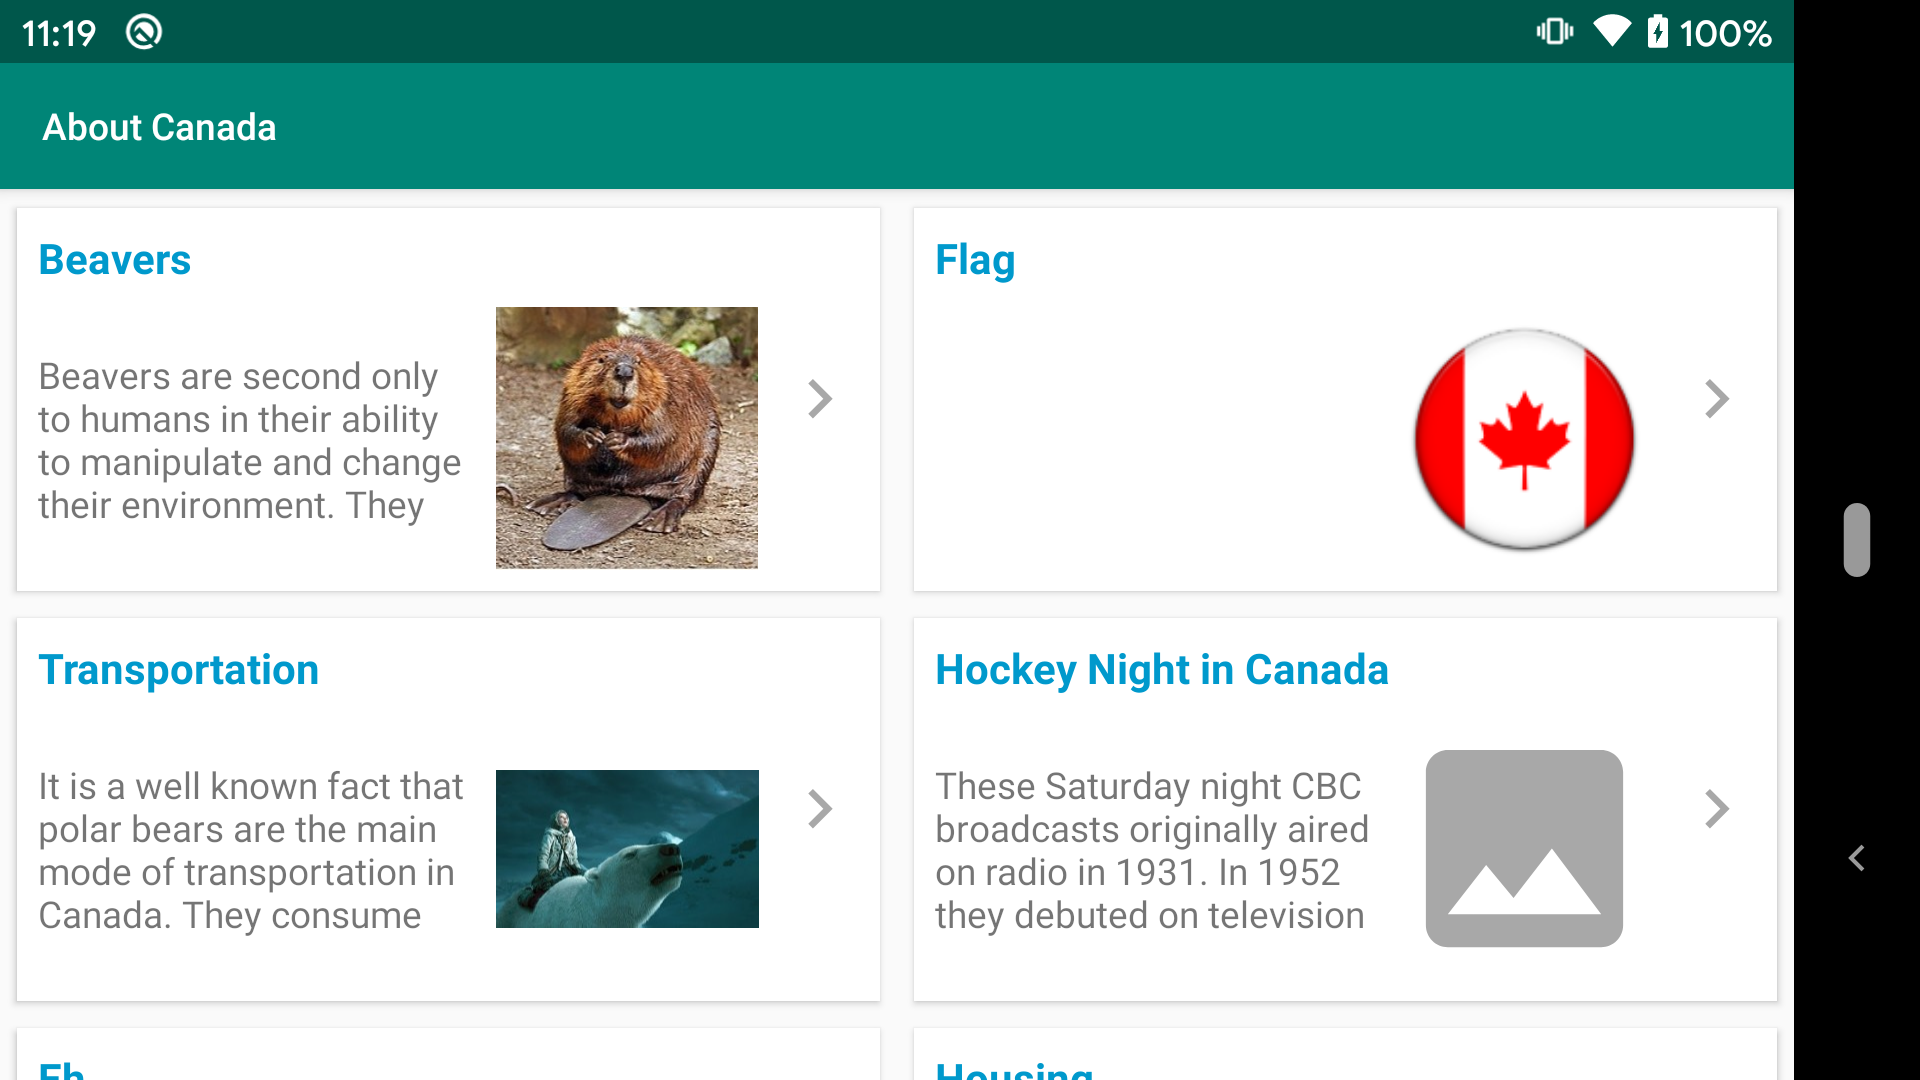 11:19
100%
About Canada
Beavers
Beavers are second only
to humans in their ability
to manipulate and change
their environment. They
Flag
Transportation
It is a well known fact that
polar bears are the main
mode of transportation in
Canada. They consume
Hockey Night in Canada
These Saturday night CBC
broadcasts originally aired
on radio in 1931. In 1952
they debuted on television
Eh
Housing